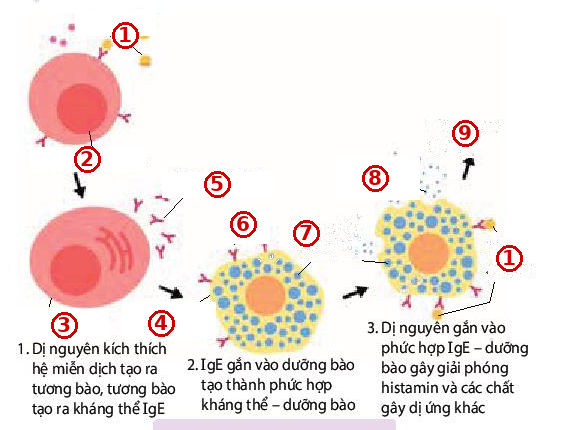 1
2
5
9
8
6
7
1
3
4
1. Dị nguyên kích thích
hệ miễn dịch tạo ra
tương bào, tương bào
tạo ra kháng thể IgE
2. IgE gắn vào dưỡng bào
tạo thành phức hợp
kháng thể – dưỡng bào
3. Dị nguyên gắn vào
phức hợp IgE – dưỡng
bào gây giải phóng
histamin và các chất
gây dị ứng khác